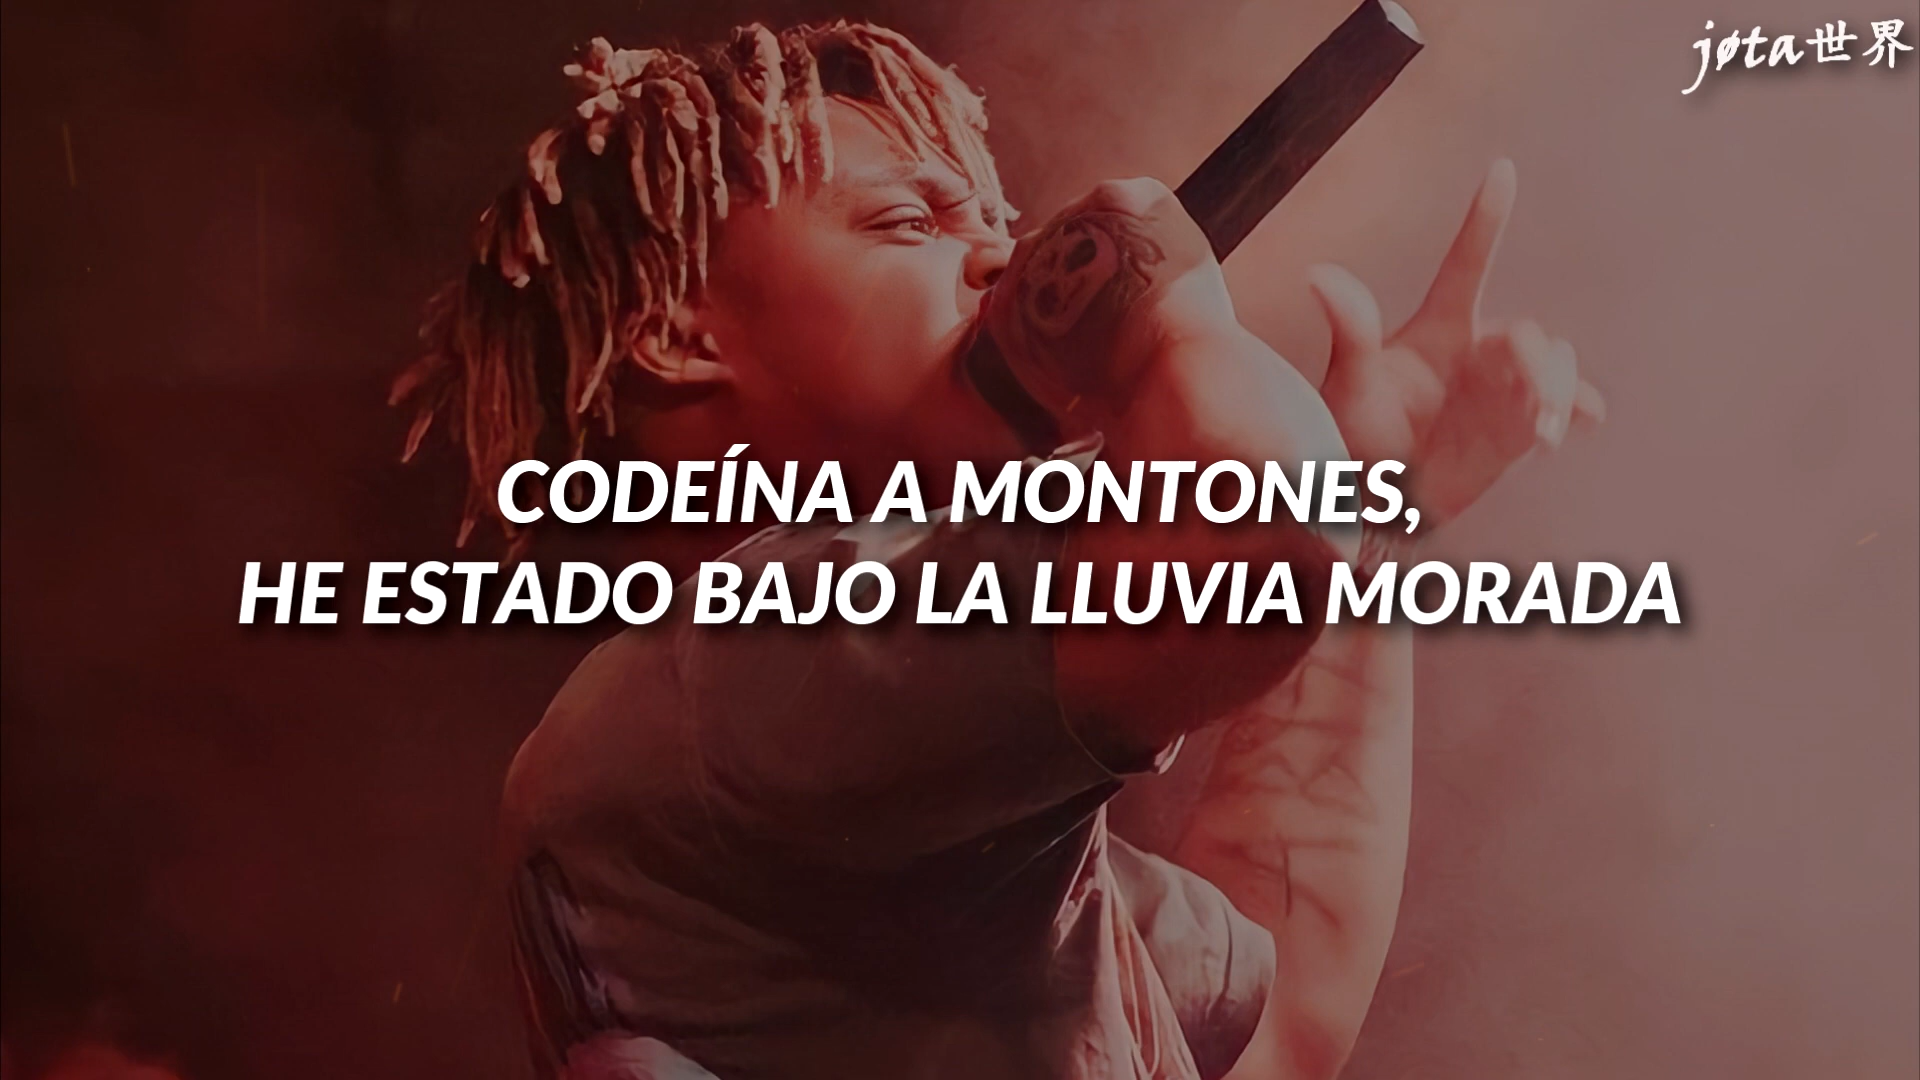 jøta世界
CODEÍNA A MONTONES,
HE ESTADO BAJO LA LLUVIA MORADA